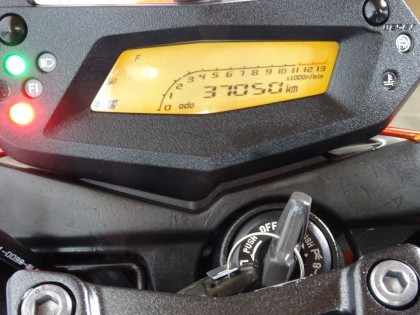 RESET
F
2 3 4 5 6 7 8 9 10 11 12 13
x1000r/min
1
0
odo 37050 km
FI
OFF
PUSH